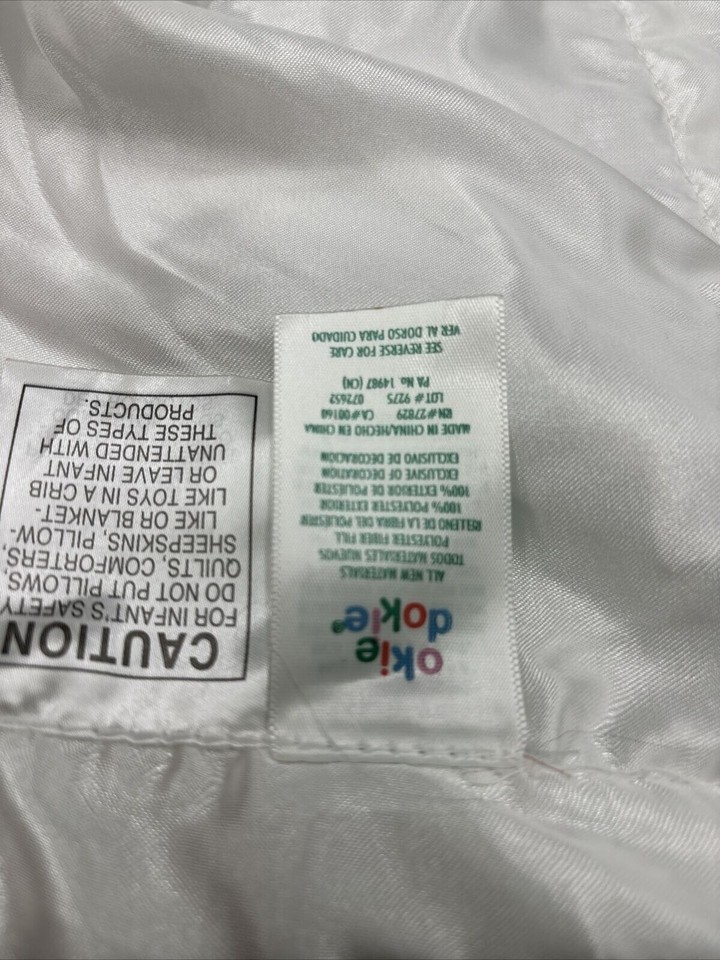 CAUTION
FOR INFANT'S SAFETY
DO NOT PUT PILLOWS,
QUILTS, COMFORTERS,
SHEEPSKINS, PILLOW-
LIKE OR BLANKET-
LIKE TOYS IN A CRIB
OR LEAVE INFANT
UNATTENDED WITH
THESE TYPES OF
PRODUCTS.
okie
dokie
ALL NEW MATERIALS
TODOS MATERIALES NUEVOS
POLYESTER FIBER FILL
RELLENO DE LA FIBRA DEL POLIESTER
100% POLYESTER EXTERIOR
100% EXTERIOR DE POLIESTER
EXCLUSIVE OF DECORATION
EXCLUSIVO DE DECORACION
MADE IN CHINA/HECHO EN CHINA
RN#27829 CA#00160
LOT# 9275 072652
PA No 14987 (CN)
SEE REVERSE FOR CARE
VER AL DORSO PARA CUIDADO